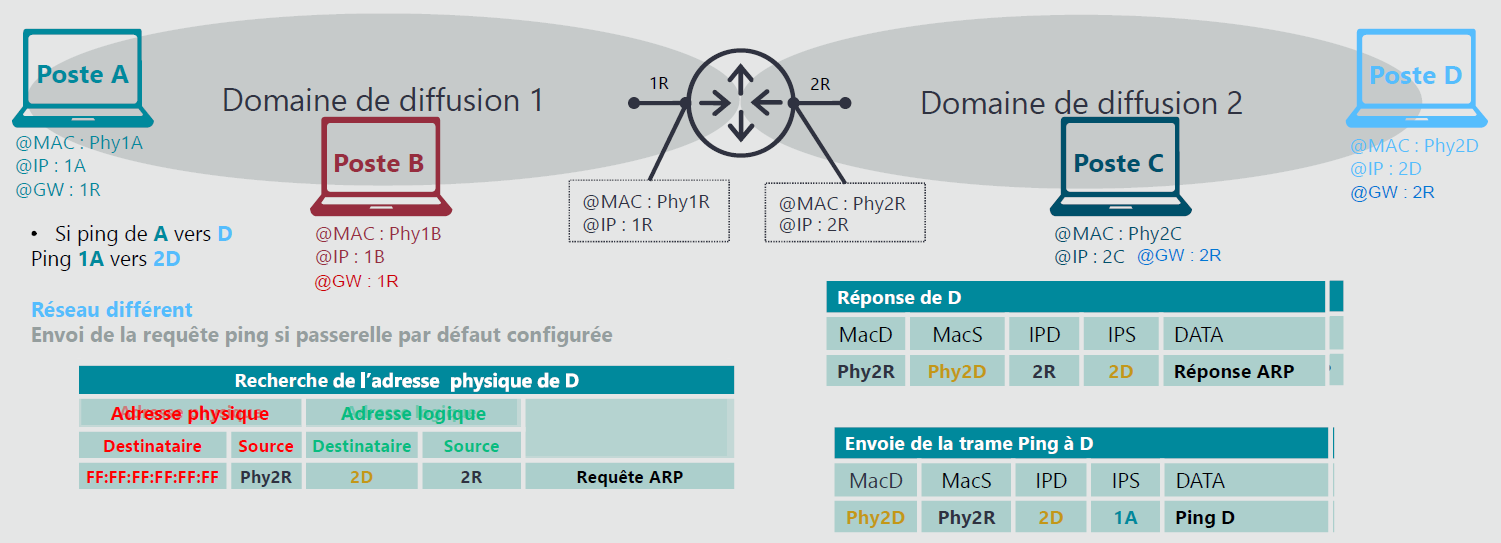 Poste A
@MAC : Phy1A
@IP : 1A
@GW : 1R
Domaine de diffusion 1
Poste B
@MAC : Phy1B
@IP : 1B
@GW : 1R
1R
2R
@MAC : Phy1R
@IP : 1R
@MAC : Phy2R
@IP : 2R
Domaine de diffusion 2
Poste C
@MAC : Phy2C
@IP : 2C @GW : 2R
Poste D
@MAC : Phy2D
@IP : 2D
@GW : 2R
• Si ping de A vers D
Ping 1A vers 2D
Réseau différent
Envoi de la requête ping si passerelle par défaut configurée
Recherche de l'adresse physique de D
Adresse physique Adresse logique
Destinataire Source Destinataire Source
FF:FF:FF:FF:FF:FF Phy2R 2D 2R Requête ARP
Réponse de D
MacD MacS IPD IPS DATA
Phy2R Phy2D 2R 2D Réponse ARP
Envoie de la trame Ping à D
MacD MacS IPD IPS DATA
Phy2D Phy2R 2D 1A Ping D